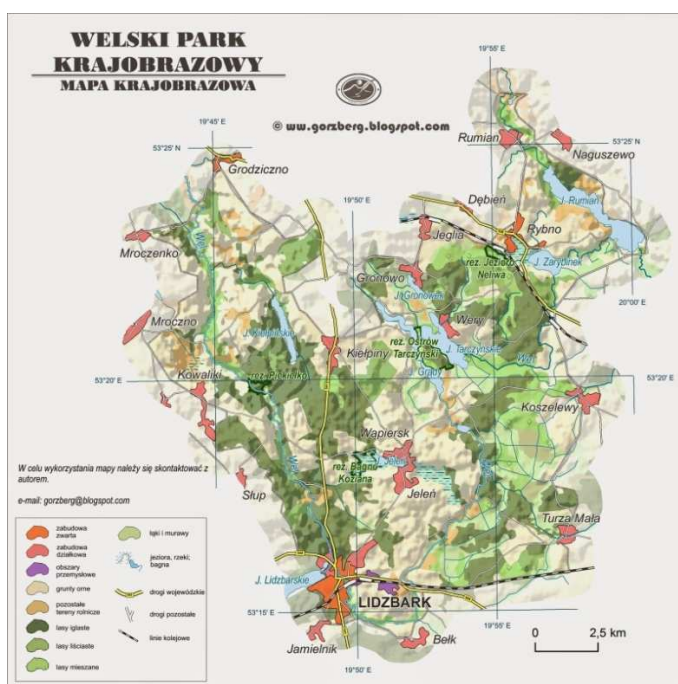 WELSKI PARK
KRAJOBRAZOWY
MAPA KRAJOBRAZOWA
© ww.gorzberg.blogspot.com
19°55' E
19°45' E
53°25' N
Rumian
53°25' N
Naguszewo
Grodziczno
19°50' E
Dębień
J. Rumian
Rybno
Mroczenko
Wel
Jeglia
J. Zarybinek
rez. Jezioro
Neliwa
Gronowo
J. Gronowski
20°00' E
Mroczno
Wery
rez. Ostrów
Tarczyński
J. Tarczyńskie
Wel
Kiełpiny
J. Grądy
53°20' E
Kowaliki
53°20' E
Koszelewy
Wapiersk
W celu wykorzystania mapy należy się skontaktować z
autorem.
rez. Bagno
Koziana
e-mail: gorzberg@blogspot.com
Słup
Jeleń
Turza Mała
zabudowa
zwarta
zabudowa
działkowa
obszary
przemysłowe
grunty orne
pozostałe
tereny rolnicze
lasy iglaste
lasy liściaste
lasy mieszane
łąki i murawy
jeziora, rzeki;
bagna
drogi wojewódzkie
drogi pozostałe
linie kolejowe
J. Lidzbarskie
LIDZBARK
53°15' E
19°55' E
Jamielnik
Bełk
19°50' E
0 2,5 km